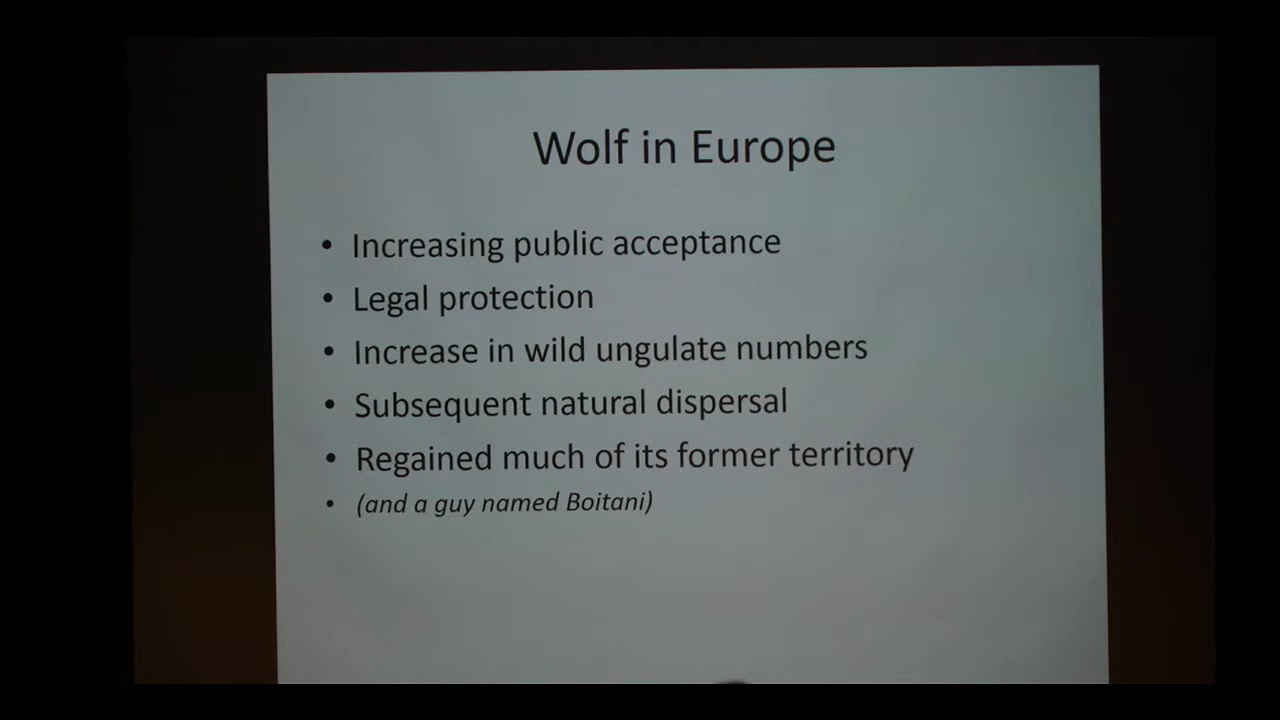 Wolf in Europe
• Increasing public acceptance
• Legal protection
• Increase in wild ungulate numbers
• Subsequent natural dispersal
• Regained much of its former territory
• (and a guy named Boitani)